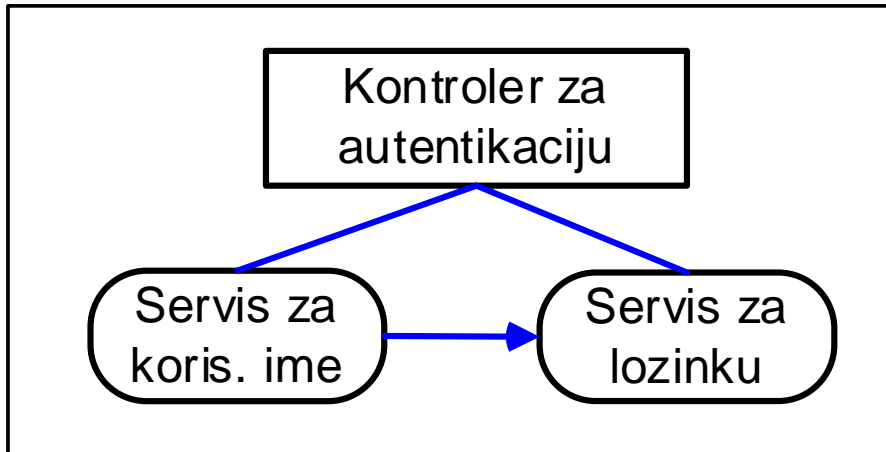 Kontroler za
autentikaciju
Servis za
koris. ime
Servis za
lozinku